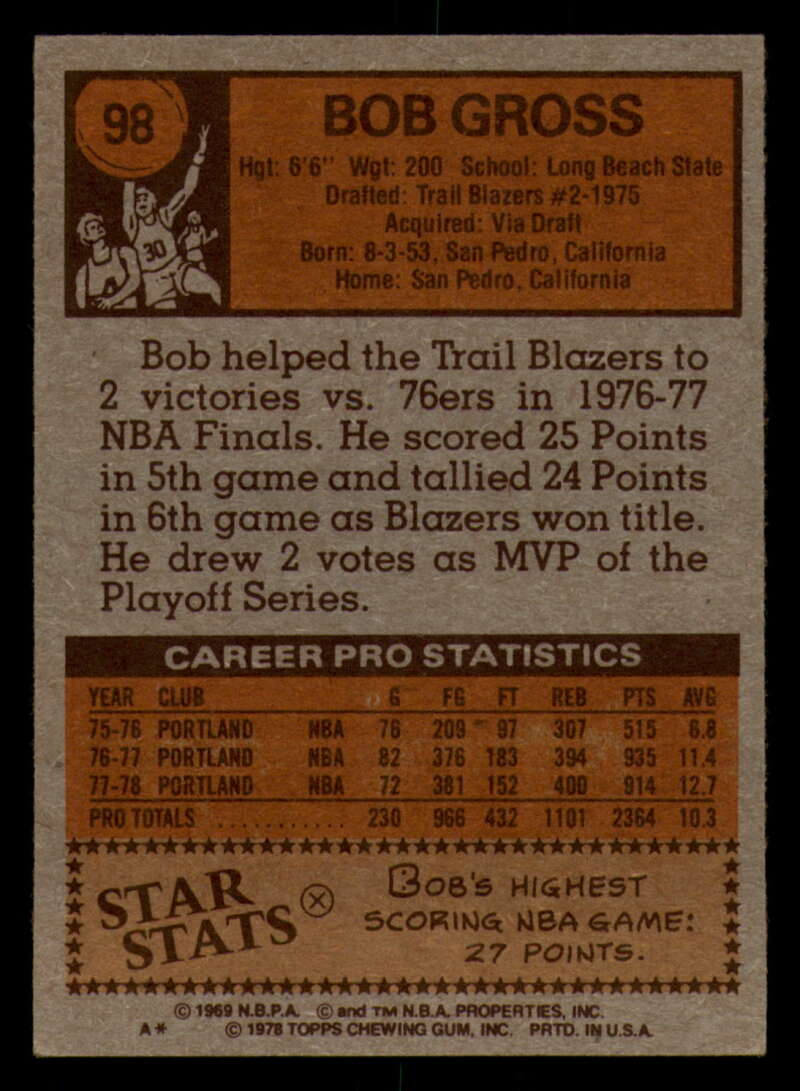 98
BOB GROSS
Hgt: 6'6" Wgt: 200 School: Long Beach State
Drafted: Trail Blazers #2-1975
Acquired: Via Draft
Born: 8-3-53, San Pedro, California
Home: San Pedro, California
30
Bob helped the Trail Blazers to
2 victories vs. 76ers in 1976-77
NBA Finals. He scored 25 Points
in 5th game and tallied 24 Points
in 6th game as Blazers won title.
He drew 2 votes as MVP of the
Playoff Series.
CAREER PRO STATISTICS
YEAR CLUB G FG FT REB PTS AVG
75-76 PORTLAND NBA 76 209 97 307 515 6.8
76-77 PORTLAND NBA 82 376 183 394 935 11.4
77-78 PORTLAND NBA 72 381 152 400 914 12.7
PRO TOTALS ........... 230 966 432 1101 2364 10.3
STAR STATS
BOB'S HIGHEST
SCORING NBA GAME:
27 POINTS.
© 1969 N.B.P.A. © and TM N.B.A. PROPERTIES, INC.
A* © 1978 TOPPS CHEWING GUM, INC. PRTD. IN U.S.A.